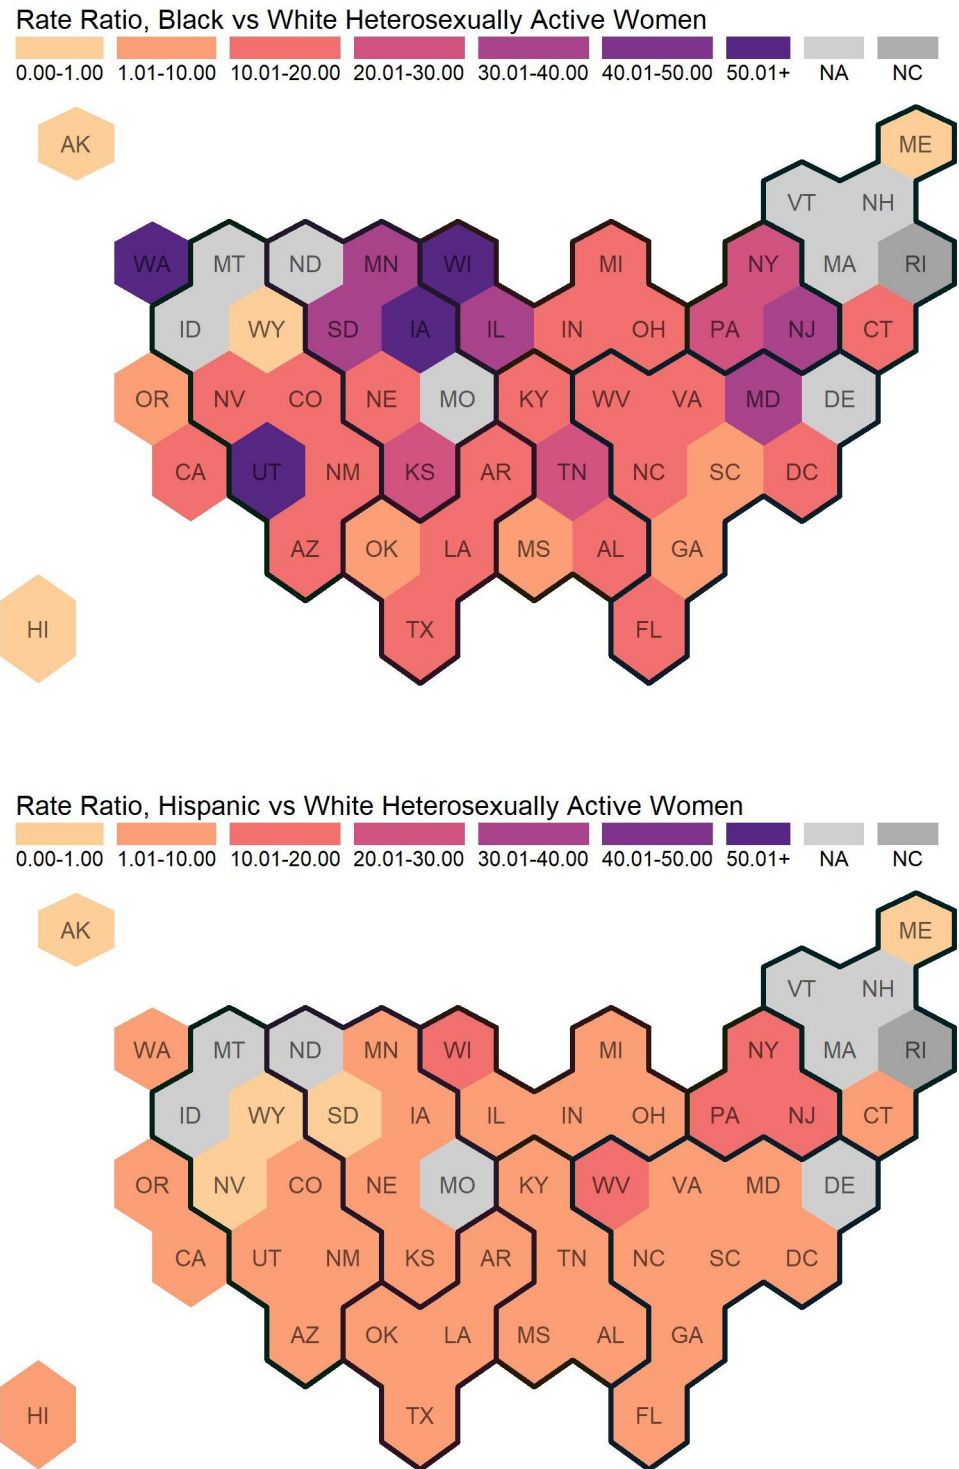 Rate Ratio, Black vs White Heterosexually Active Women
0.00-1.00 1.01-10.00 10.01-20.00 20.01-30.00 30.01-40.00 40.01-50.00 50.01+ NA NC
AK ME
VT NH
WA MT ND MN WI MI NY MA RI
ID WY SD IA IL IN OH PA NJ CT
OR NV CO NE MO KY WV VA MD DE
CA UT NM KS AR TN NC SC DC
AZ OK LA MS AL GA
HI TX FL
Rate Ratio, Hispanic vs White Heterosexually Active Women
0.00-1.00 1.01-10.00 10.01-20.00 20.01-30.00 30.01-40.00 40.01-50.00 50.01+ NA NC
AK ME
VT NH
WA MT ND MN WI MI NY MA RI
ID WY SD IA IL IN OH PA NJ CT
OR NV CO NE MO KY WV VA MD DE
CA UT NM KS AR TN NC SC DC
AZ OK LA MS AL GA
HI TX FL